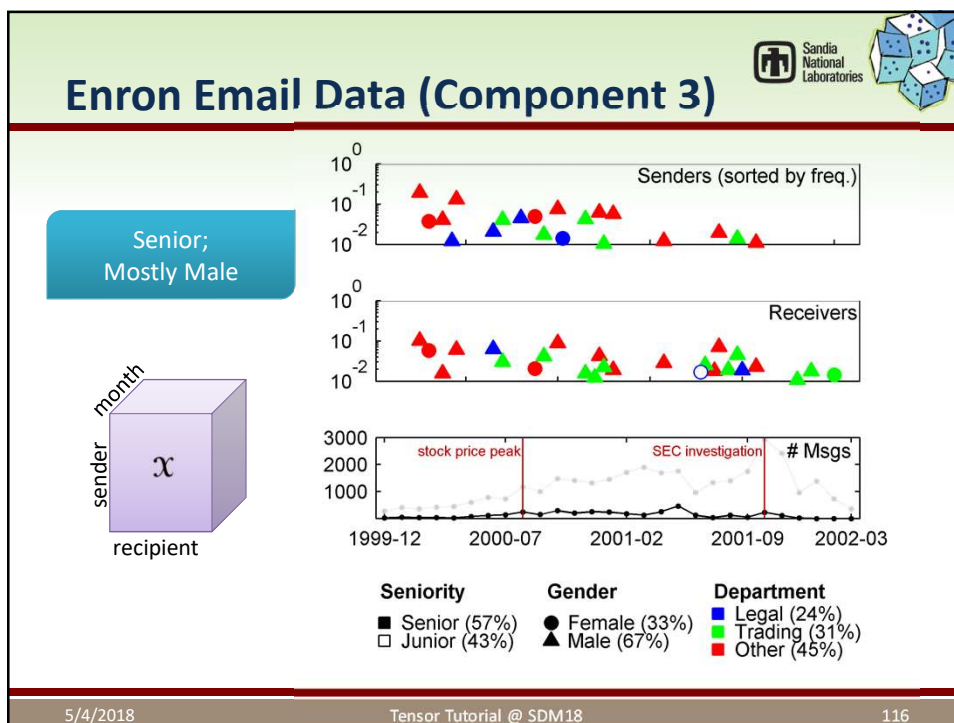 Sandia
National
Laboratories
Enron Email Data (Component 3)
Senior;
Mostly Male
month
sender
x
recipient
10^0
10^-1
10^-2
Senders (sorted by freq.)
10^0
10^-1
10^-2
Receivers
3000
2000
1000
stock price peak
SEC investigation
# Msgs
1999-12 2000-07 2001-02 2001-09 2002-03
Seniority
Senior (57%)
Junior (43%)
Gender
Female (33%)
Male (67%)
Department
Legal (24%)
Trading (31%)
Other (45%)
5/4/2018 Tensor Tutorial @ SDM18 116